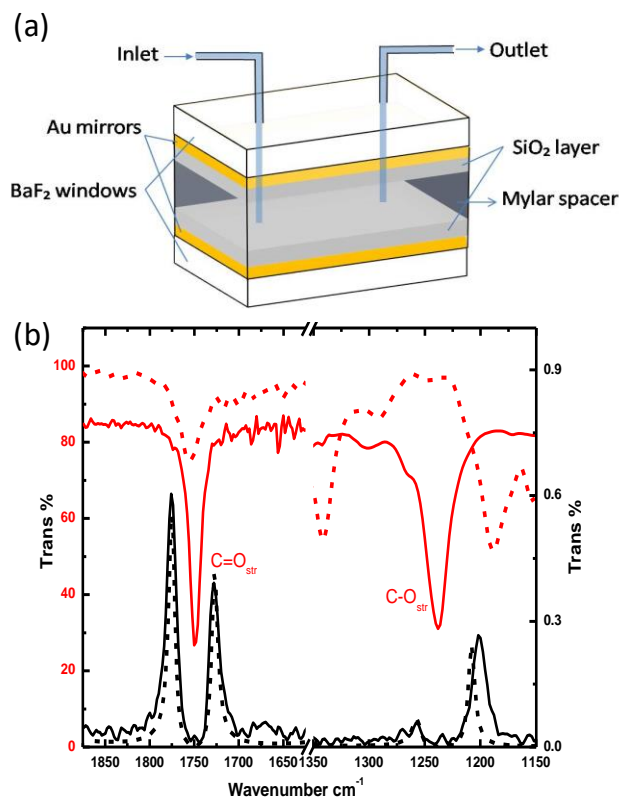 (a)
Inlet
Outlet
Au mirrors
SiO₂ layer
BaF₂ windows
Mylar spacer
(b)
100
80
60
40
20
0
Trans %
C=O str
C-O str
0.9
0.6
0.3
0.0
Trans %
1850 1800 1750 1700 1650 1350 1300 1250 1200 1150
Wavenumber cm⁻¹